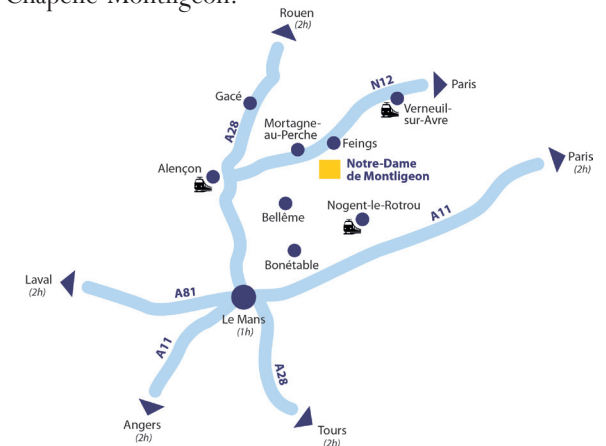 Chapelle-Montligeon.
Rouen
(2h)
Gacé
A28
N12
Paris
Verneuil-
sur-Avre
Mortagne-
au-Perche
Feings
Alençon
Notre-Dame
de Montligeon
Paris
(2h)
Bellême
Nogent-le-Rotrou
A11
Bonétable
Laval
(2h)
A81
Le Mans
(1h)
A11
A28
Angers
(2h)
Tours
(2h)